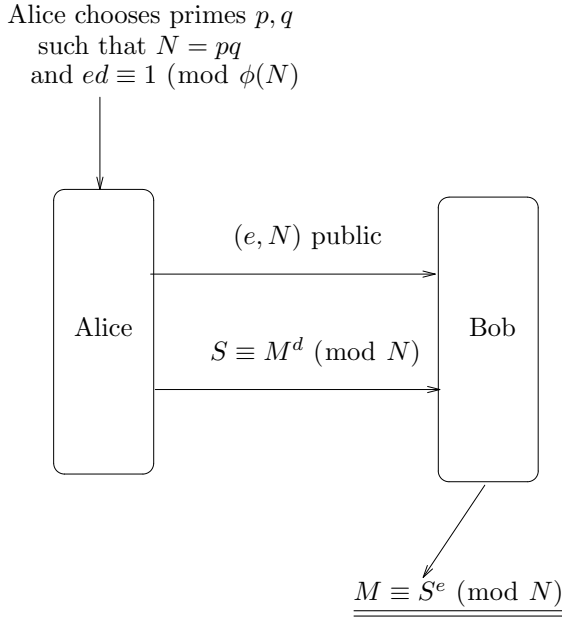 Alice chooses primes p, q
such that N = pq
and ed ≡ 1 (mod ϕ(N)
(e, N) public
Alice
Bob
S ≡ M^d (mod N)
M ≡ S^e (mod N)